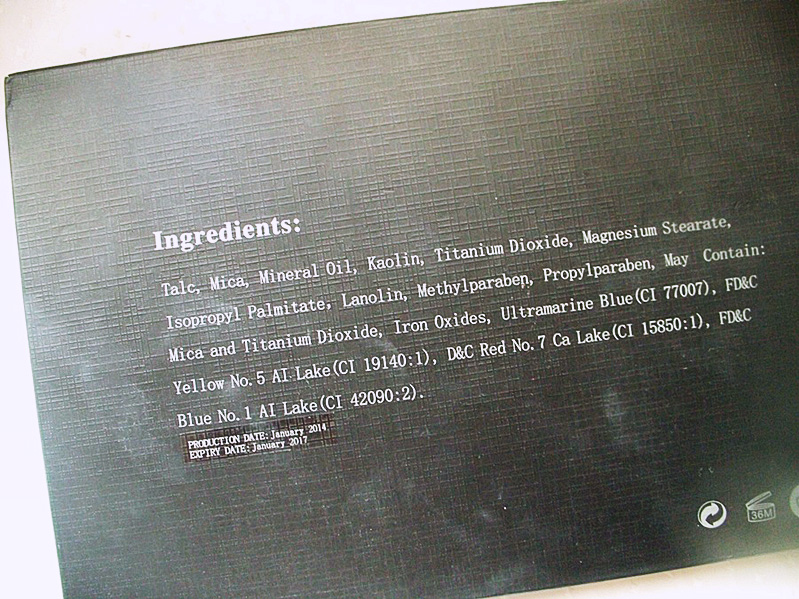 Ingredients:
Talc, Mica, Mineral Oil, Kaolin, Titanium Dioxide, Magnesium Stearate,
Isopropyl Palmitate, Lanolin, Methylparaben, Propylparaben, May Contain:
Mica and Titanium Dioxide, Iron Oxides, Ultramarine Blue(CI 77007), FD&C
Yellow No.5 AI Lake(CI 19140:1), D&C Red No.7 Ca Lake(CI 15850:1), FD&C
Blue No.1 AI Lake(CI 42090:2).
PRODUCTION DATE: January 2014
EXPIRY DATE: January 2017
36M